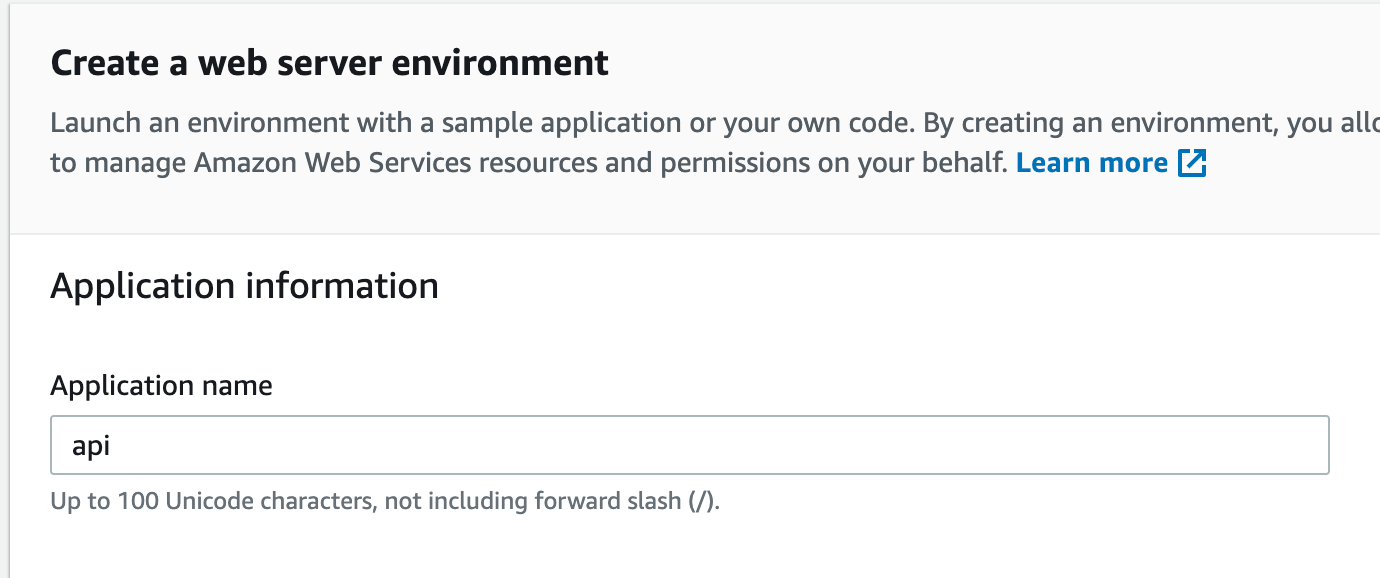 Create a web server environment
Launch an environment with a sample application or your own code. By creating an environment, you
to manage Amazon Web Services resources and permissions on your behalf. Learn more
Application information
Application name
api
Up to 100 Unicode characters, not including forward slash (/).